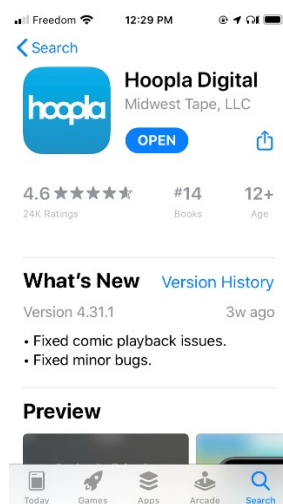 Freedom 12:29 PM
Search
hoopla
Hoopla Digital
Midwest Tape, LLC
OPEN
4.6 #14 12+
24K Ratings Books Age
What's New Version History
Version 4.31.1 3w ago
• Fixed comic playback issues.
• Fixed minor bugs.
Preview
Today Games Apps Arcade Search